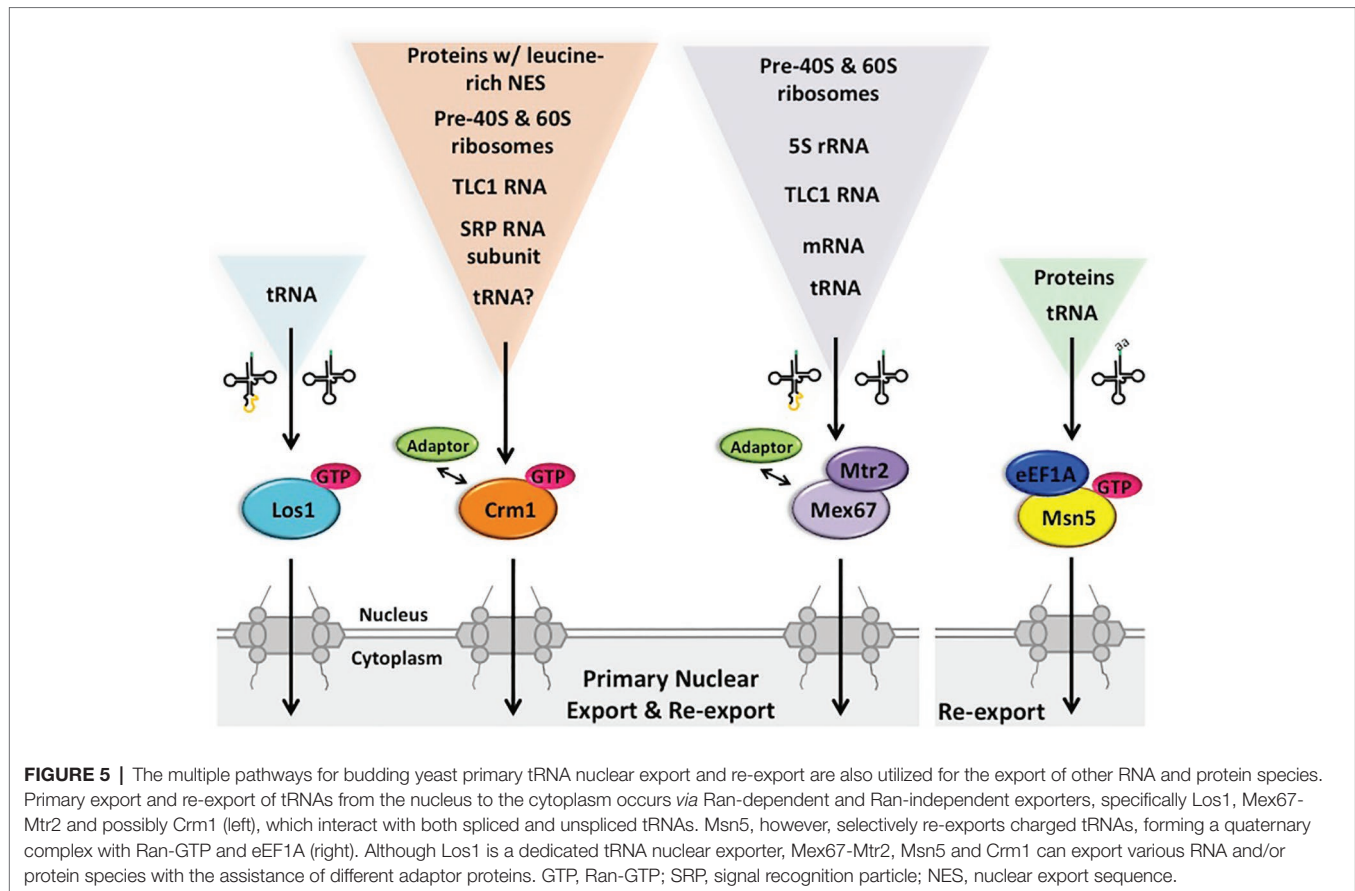 Proteins w/ leucine-
rich NES
Pre-40S & 60S
ribosomes
TLC1 RNA
SRP RNA
subunit
tRNA?
Pre-40S & 60S
ribosomes
5S rRNA
TLC1 RNA
mRNA
tRNA
tRNA
Proteins
tRNA
aa
Adaptor
Adaptor
GTP
Los1
GTP
Crm1
Mtr2
Mex67
eEF1A
GTP
Msn5
Nucleus
Cytoplasm
Primary Nuclear
Export & Re-export
Re-export
FIGURE 5 | The multiple pathways for budding yeast primary tRNA nuclear export and re-export are also utilized for the export of other RNA and protein species.
Primary export and re-export of tRNAs from the nucleus to the cytoplasm occurs via Ran-dependent and Ran-independent exporters, specifically Los1, Mex67-
Mtr2 and possibly Crm1 (left), which interact with both spliced and unspliced tRNAs. Msn5, however, selectively re-exports charged tRNAs, forming a quaternary
complex with Ran-GTP and eEF1A (right). Although Los1 is a dedicated tRNA nuclear exporter, Mex67-Mtr2, Msn5 and Crm1 can export various RNA and/or
protein species with the assistance of different adaptor proteins. GTP, Ran-GTP; SRP, signal recognition particle; NES, nuclear export sequence.